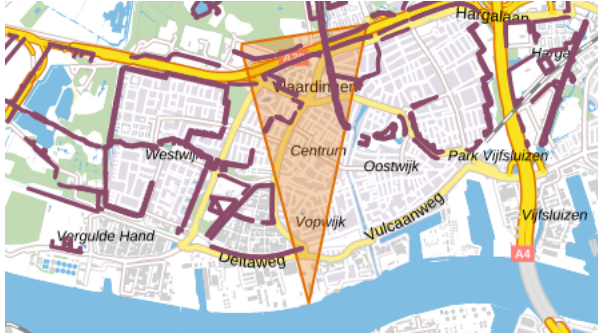 Hargalaan
A20
Harga
Vlaardingen
Westwijk
Centrum
Oostwijk
Park Vijfsluizen
Vijfsluizen
Vopwijk
Vulcaanweg
Vergulde Hand
Deltaweg
A4